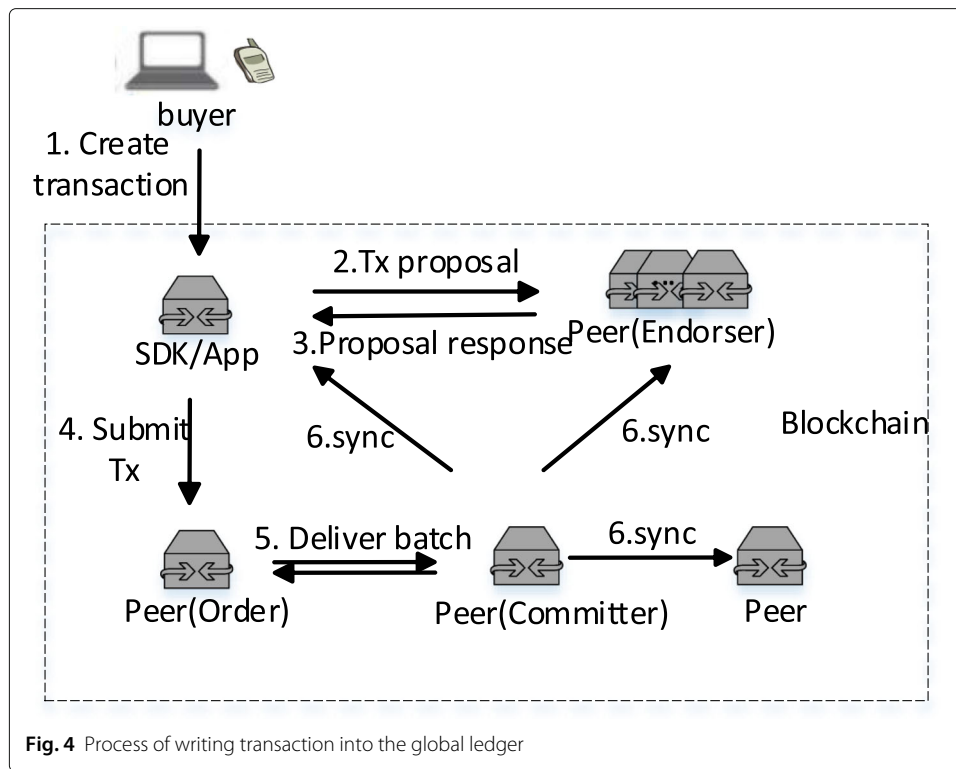 buyer
1. Create
transaction
2.Tx proposal
3.Proposal response
Peer(Endorser)
SDK/App
4. Submit
Tx
6.sync
6.sync
Blockchain
5. Deliver batch
6.sync
Peer(Order)
Peer(Committer)
Peer
Fig. 4 Process of writing transaction into the global ledger